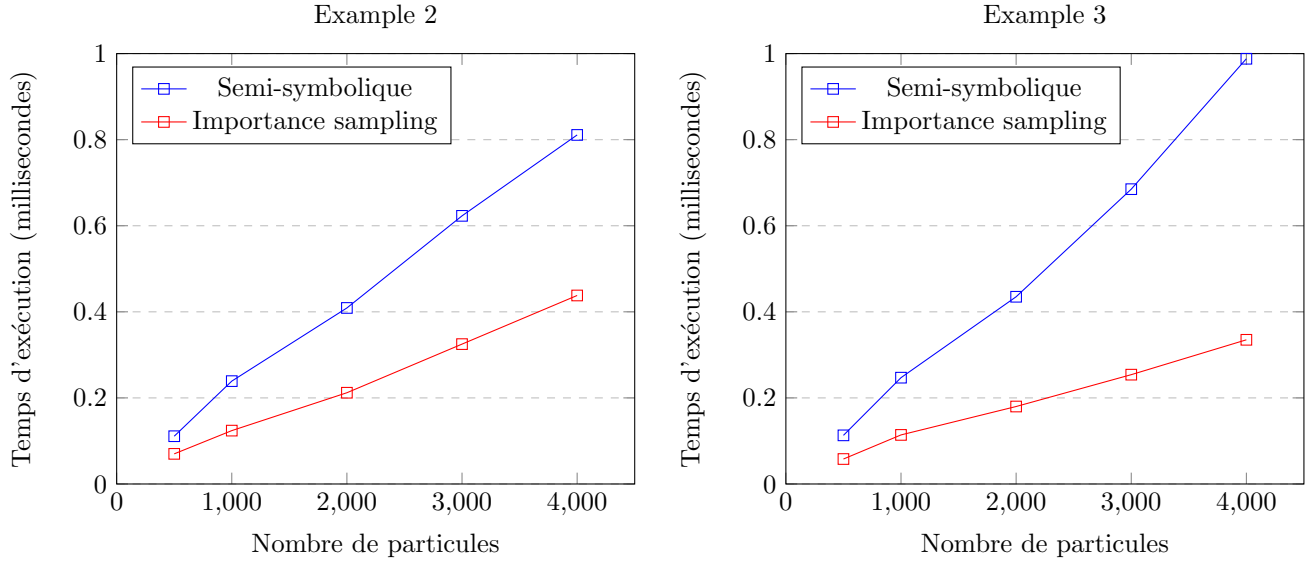 Example 2
Temps d'exécution (millisecondes)
1
0.8
0.6
0.4
0.2
0
Semi-symbolique
Importance sampling
0
1,000
2,000
3,000
4,000
Nombre de particules
Example 3
Temps d'exécution (millisecondes)
1
0.8
0.6
0.4
0.2
0
Semi-symbolique
Importance sampling
0
1,000
2,000
3,000
4,000
Nombre de particules